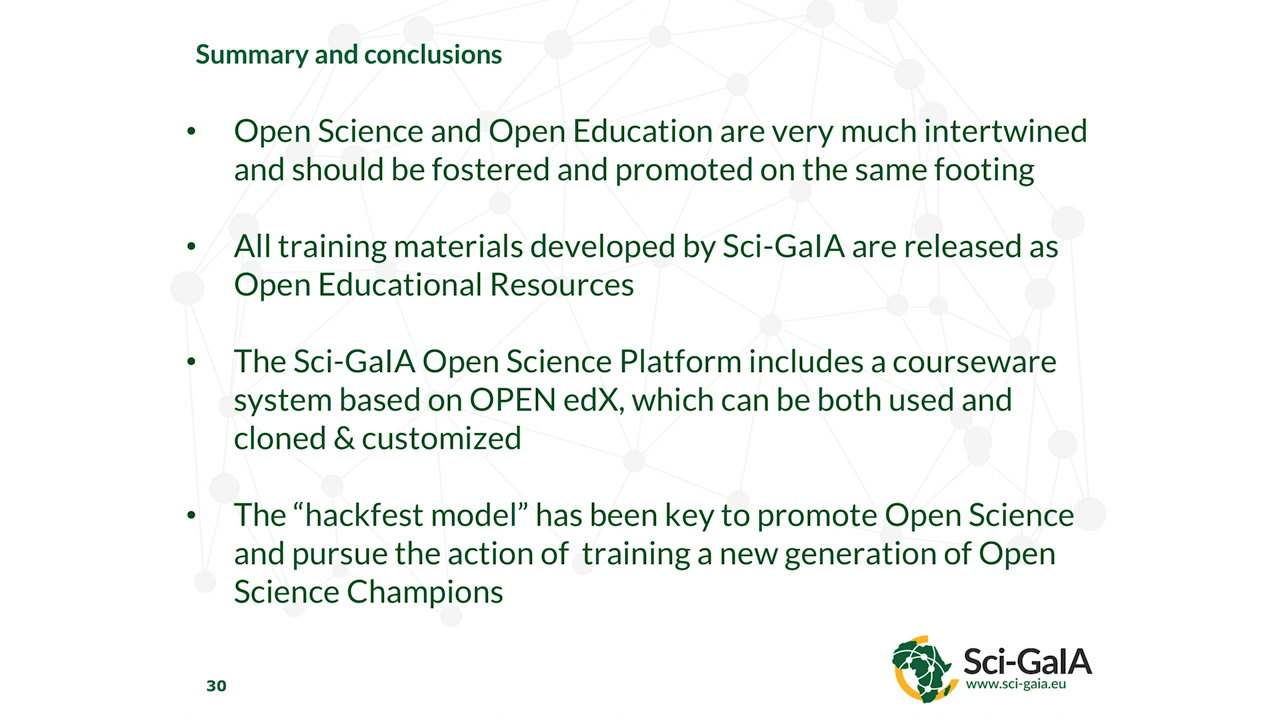 Summary and conclusions
• Open Science and Open Education are very much intertwined
and should be fostered and promoted on the same footing
• All training materials developed by Sci-GaIA are released as
Open Educational Resources
• The Sci-GaIA Open Science Platform includes a courseware
system based on OPEN edX, which can be both used and
cloned & customized
• The “hackfest model” has been key to promote Open Science
and pursue the action of  training a new generation of Open
Science Champions
30
Sci-GaIA
www.sci-gaia.eu